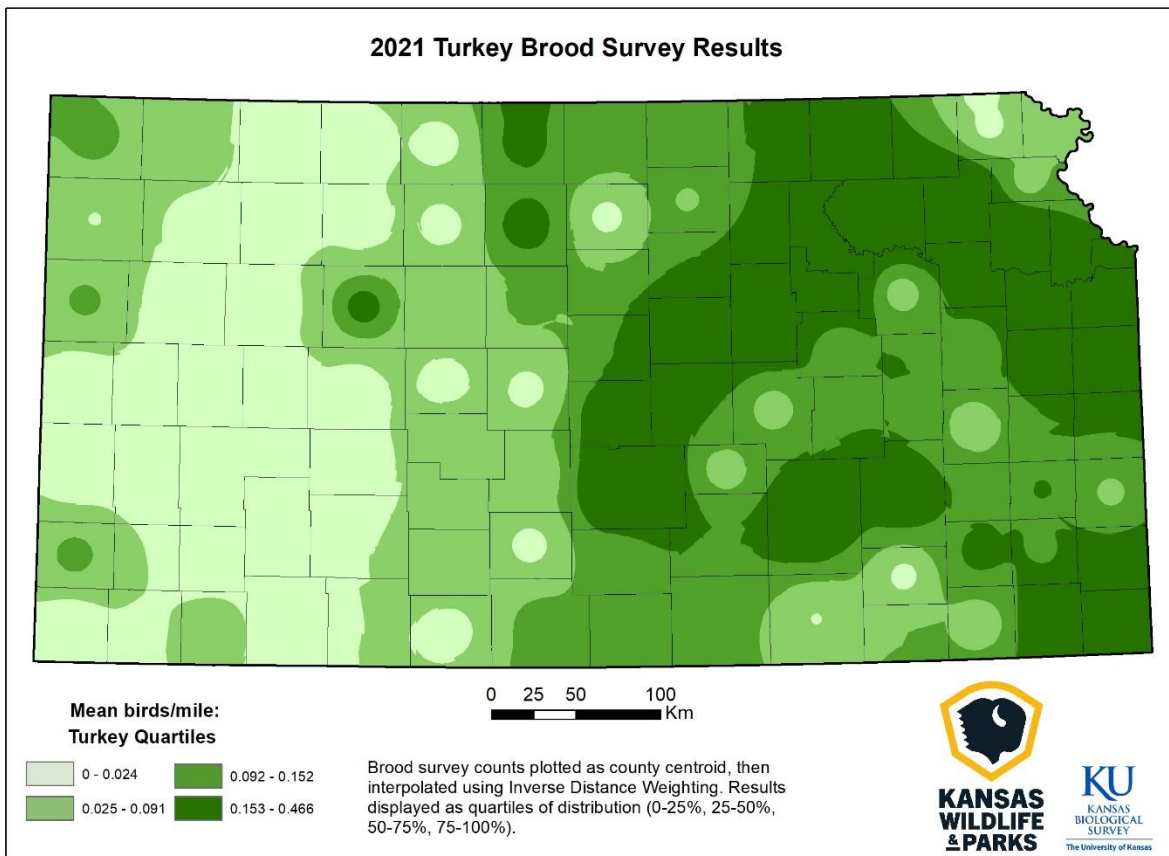 2021 Turkey Brood Survey Results
0 25 50 100
Km
Mean birds/mile:
Turkey Quartiles
0 - 0.024
0.092 - 0.152
0.025 - 0.091
0.153 - 0.466
Brood survey counts plotted as county centroid, then
interpolated using Inverse Distance Weighting. Results
displayed as quartiles of distribution (0-25%, 25-50%,
50-75%, 75-100%).
KANSAS
WILDLIFE
& PARKS
KU
KANSAS
BIOLOGICAL
SURVEY
The University of Kansas